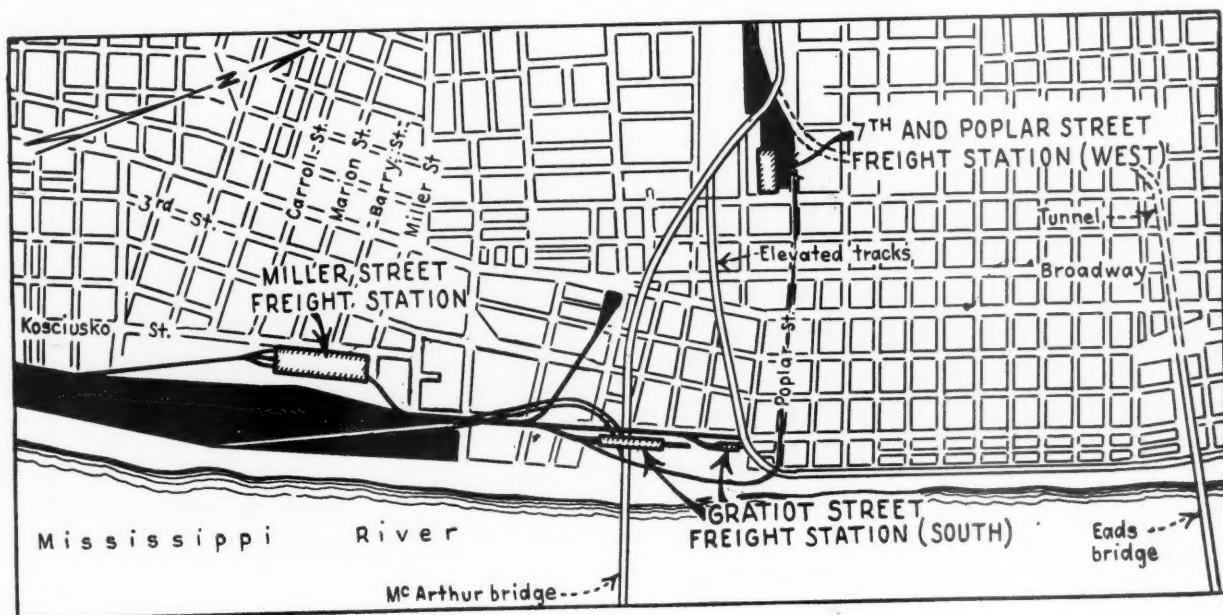 N
7TH AND POPLAR STREET
FREIGHT STATION (WEST)
Carroll St.
Marion St.
Barry St.
Miller St
3rd St.
Tunnel
Elevated tracks
Broadway
MILLER STREET
FREIGHT STATION
Kosciusko St.
Poplar St.
GRATIOT STREET
FREIGHT STATION (SOUTH)
Mississippi River
Eads
bridge
McArthur bridge